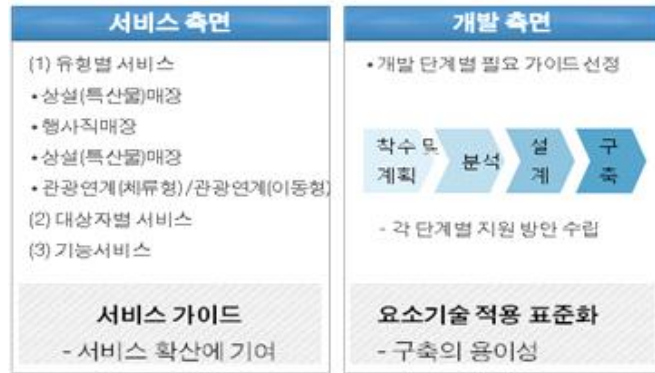 서비스 측면
(1) 유형별 서비스
• 상설(특산물)매장
• 행사직매장
• 상설(특산물)매장
• 관광연계(체류형)/관광연계(이동형)
(2) 대상자별 서비스
(3) 기능서비스
서비스 가이드
- 서비스 확산에 기여
개발 측면
• 개발 단계별 필요 가이드 선정
착수 및
계획
분석
설
계
구
축
- 각 단계별 지원 방안 수립
요소기술 적용 표준화
- 구축의 용이성